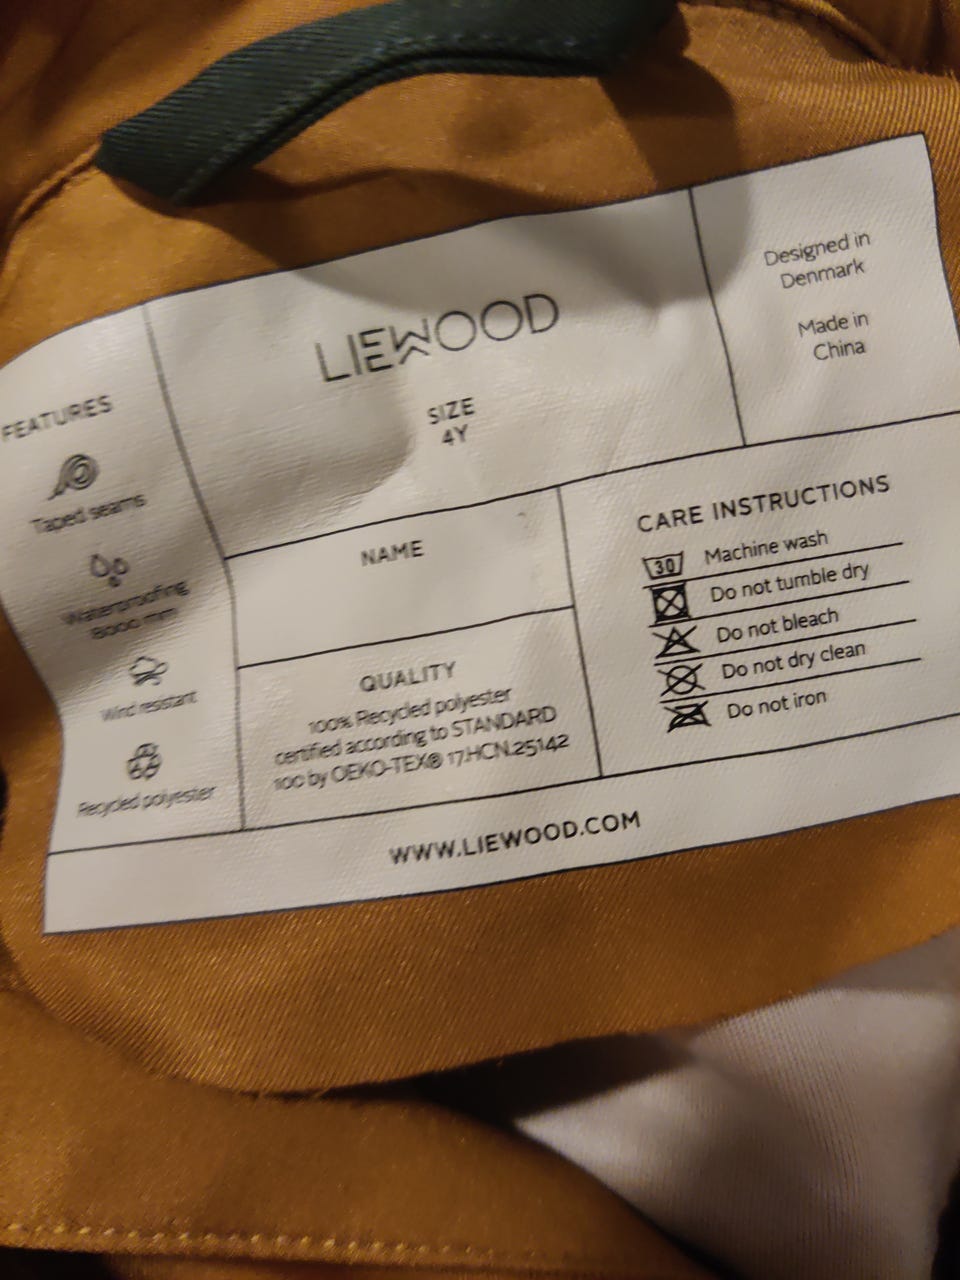 FEATURES
Taped seams
Waterproofing
8000 mm
Wind resistant
Recycled polyester
LIEWOOD
SIZE
4Y
Designed in
Denmark
Made in
China
NAME
QUALITY
100% Recycled polyester
certified according to STANDARD
100 by OEKO-TEX® 17.HCN.25142
CARE INSTRUCTIONS
30 Machine wash
Do not tumble dry
Do not bleach
Do not dry clean
Do not iron
WWW.LIEWOOD.COM